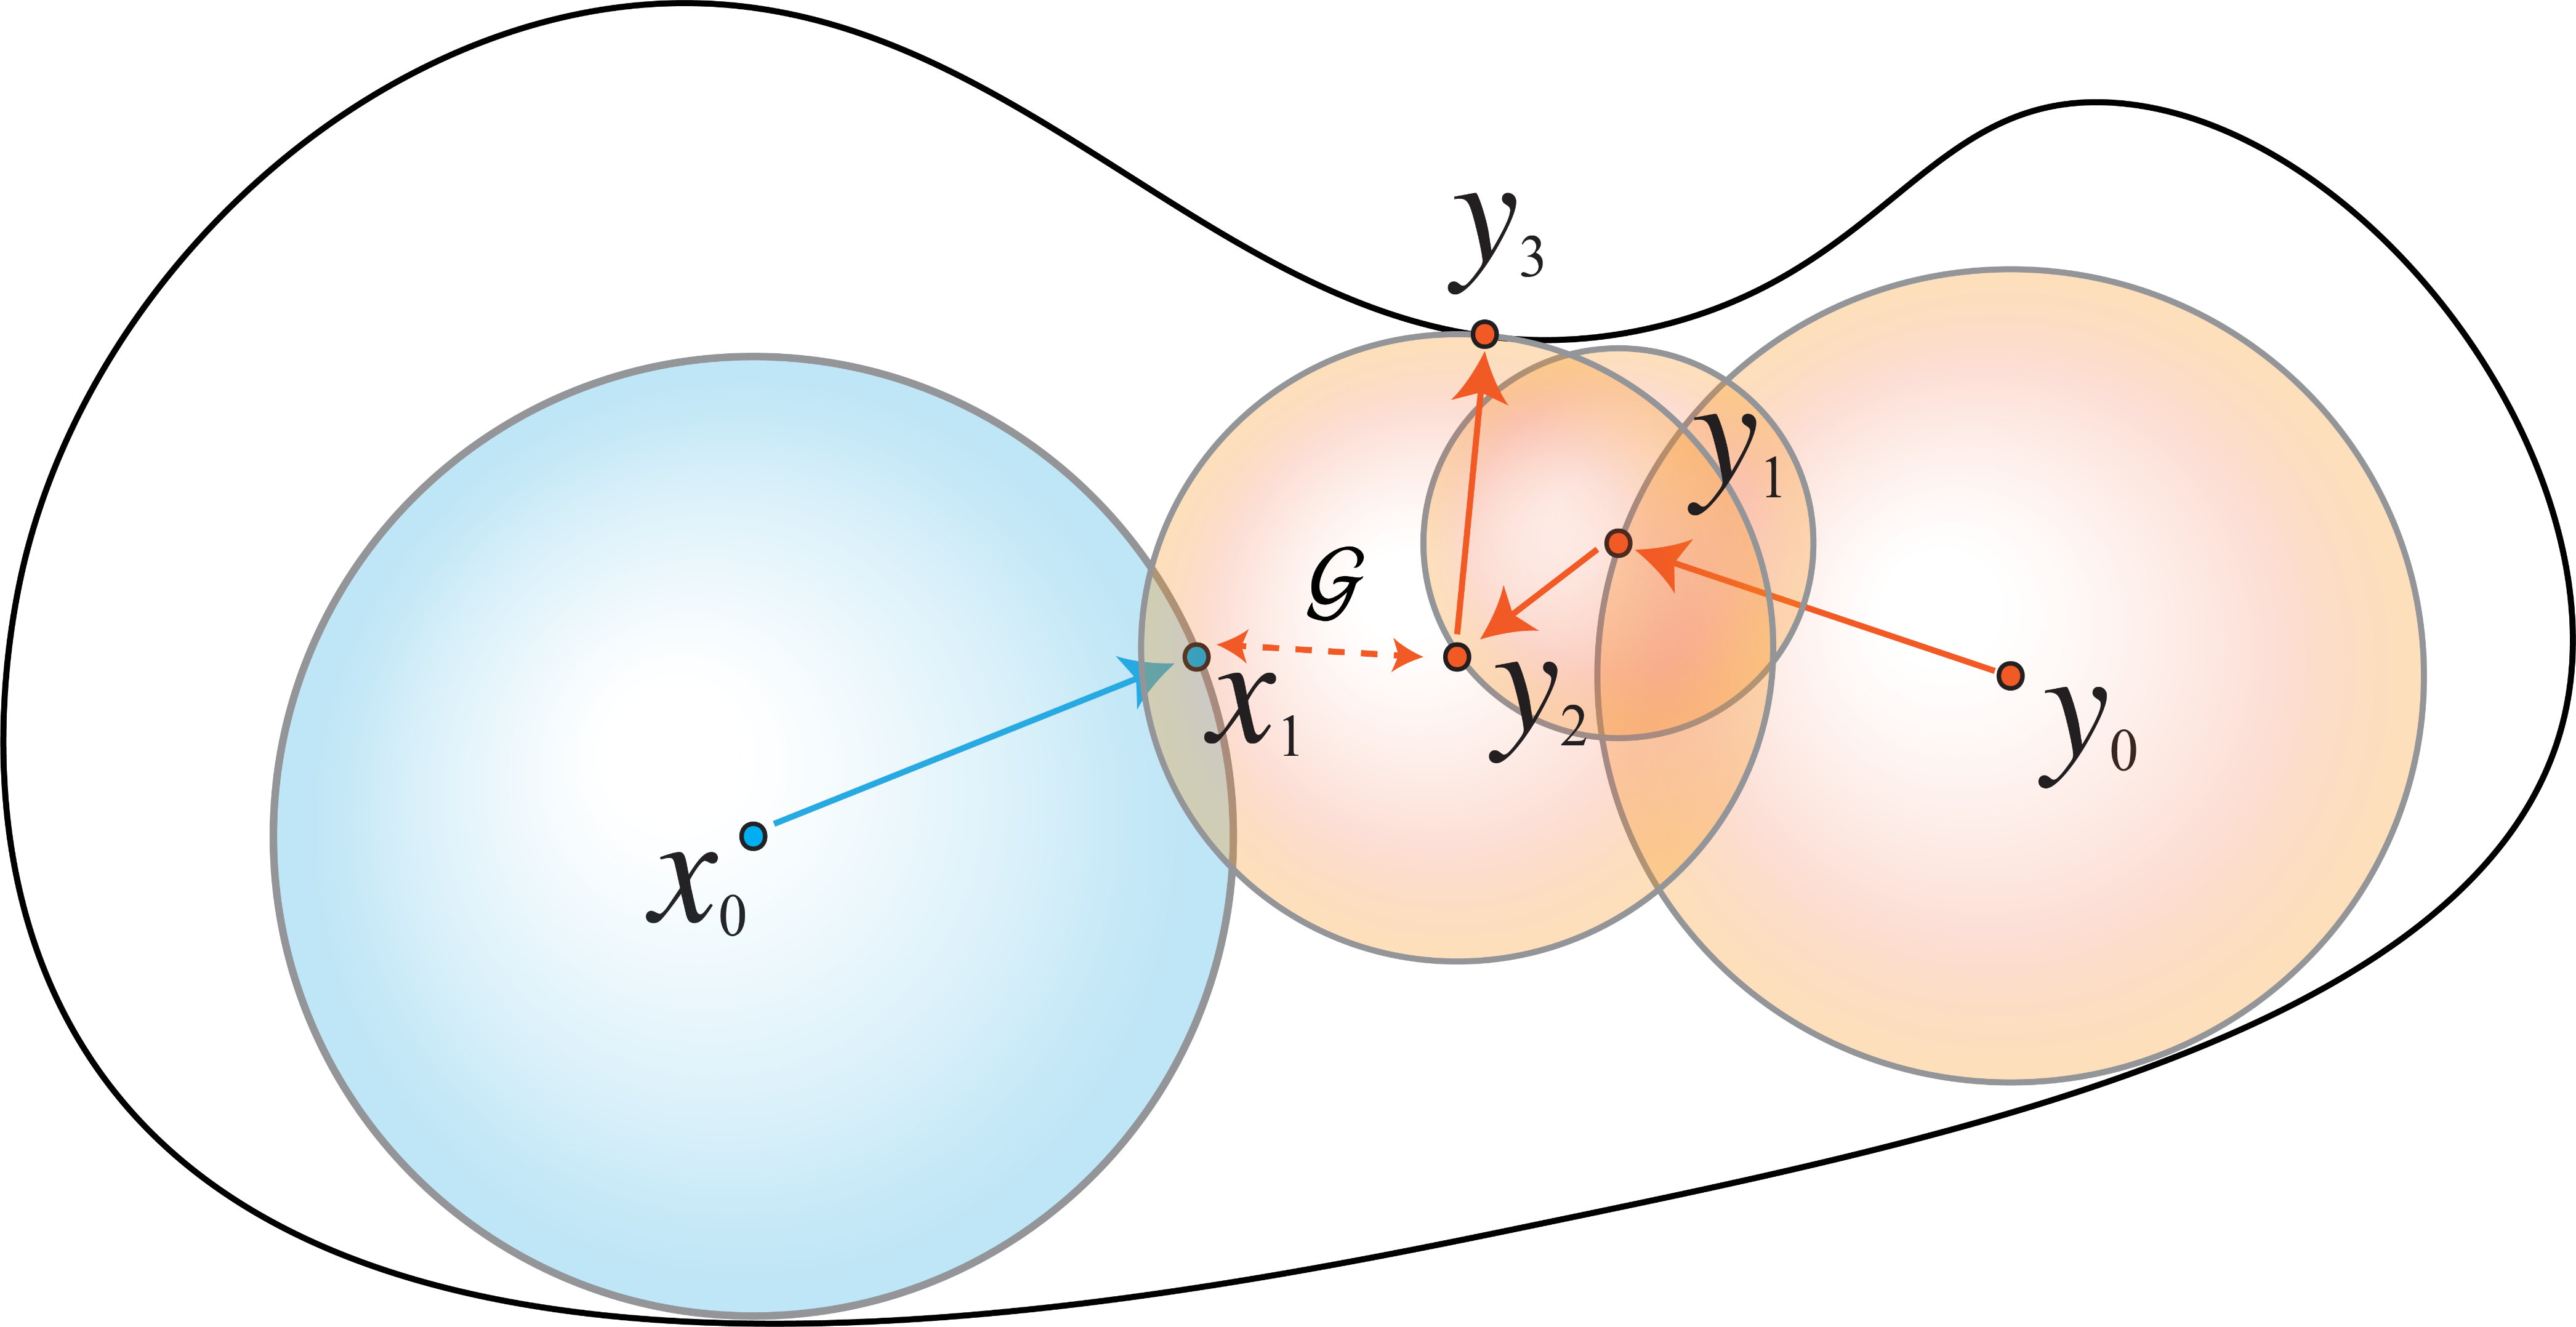 y₃
y₁
𝒢
x₁
y₂
y₀
x₀